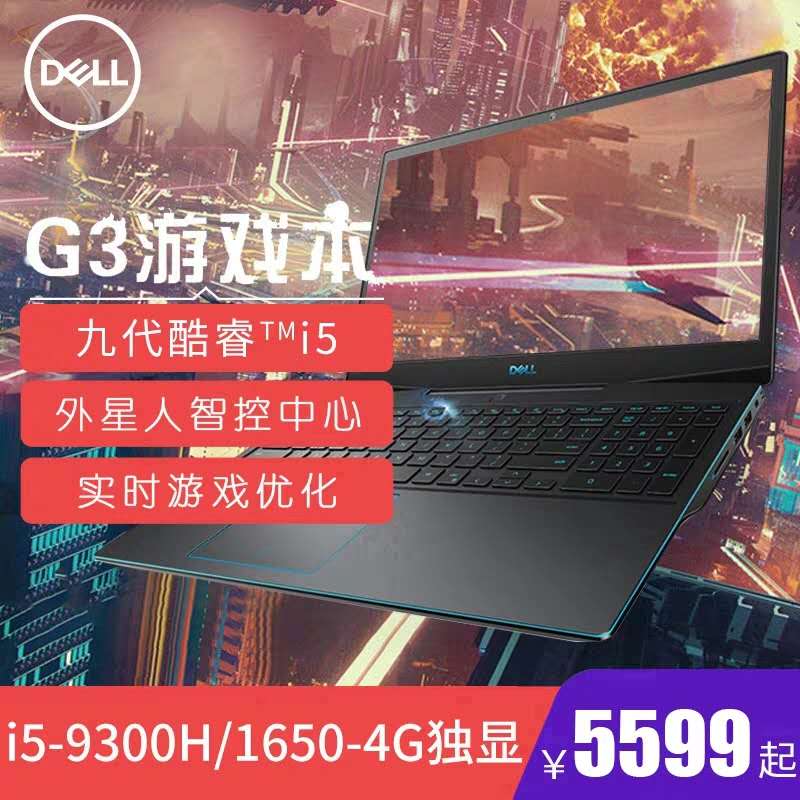 DELL
G3游戏本
九代酷睿™i5
外星人智控中心
实时游戏优化
DELL
i5-9300H/1650-4G独显
¥5599起